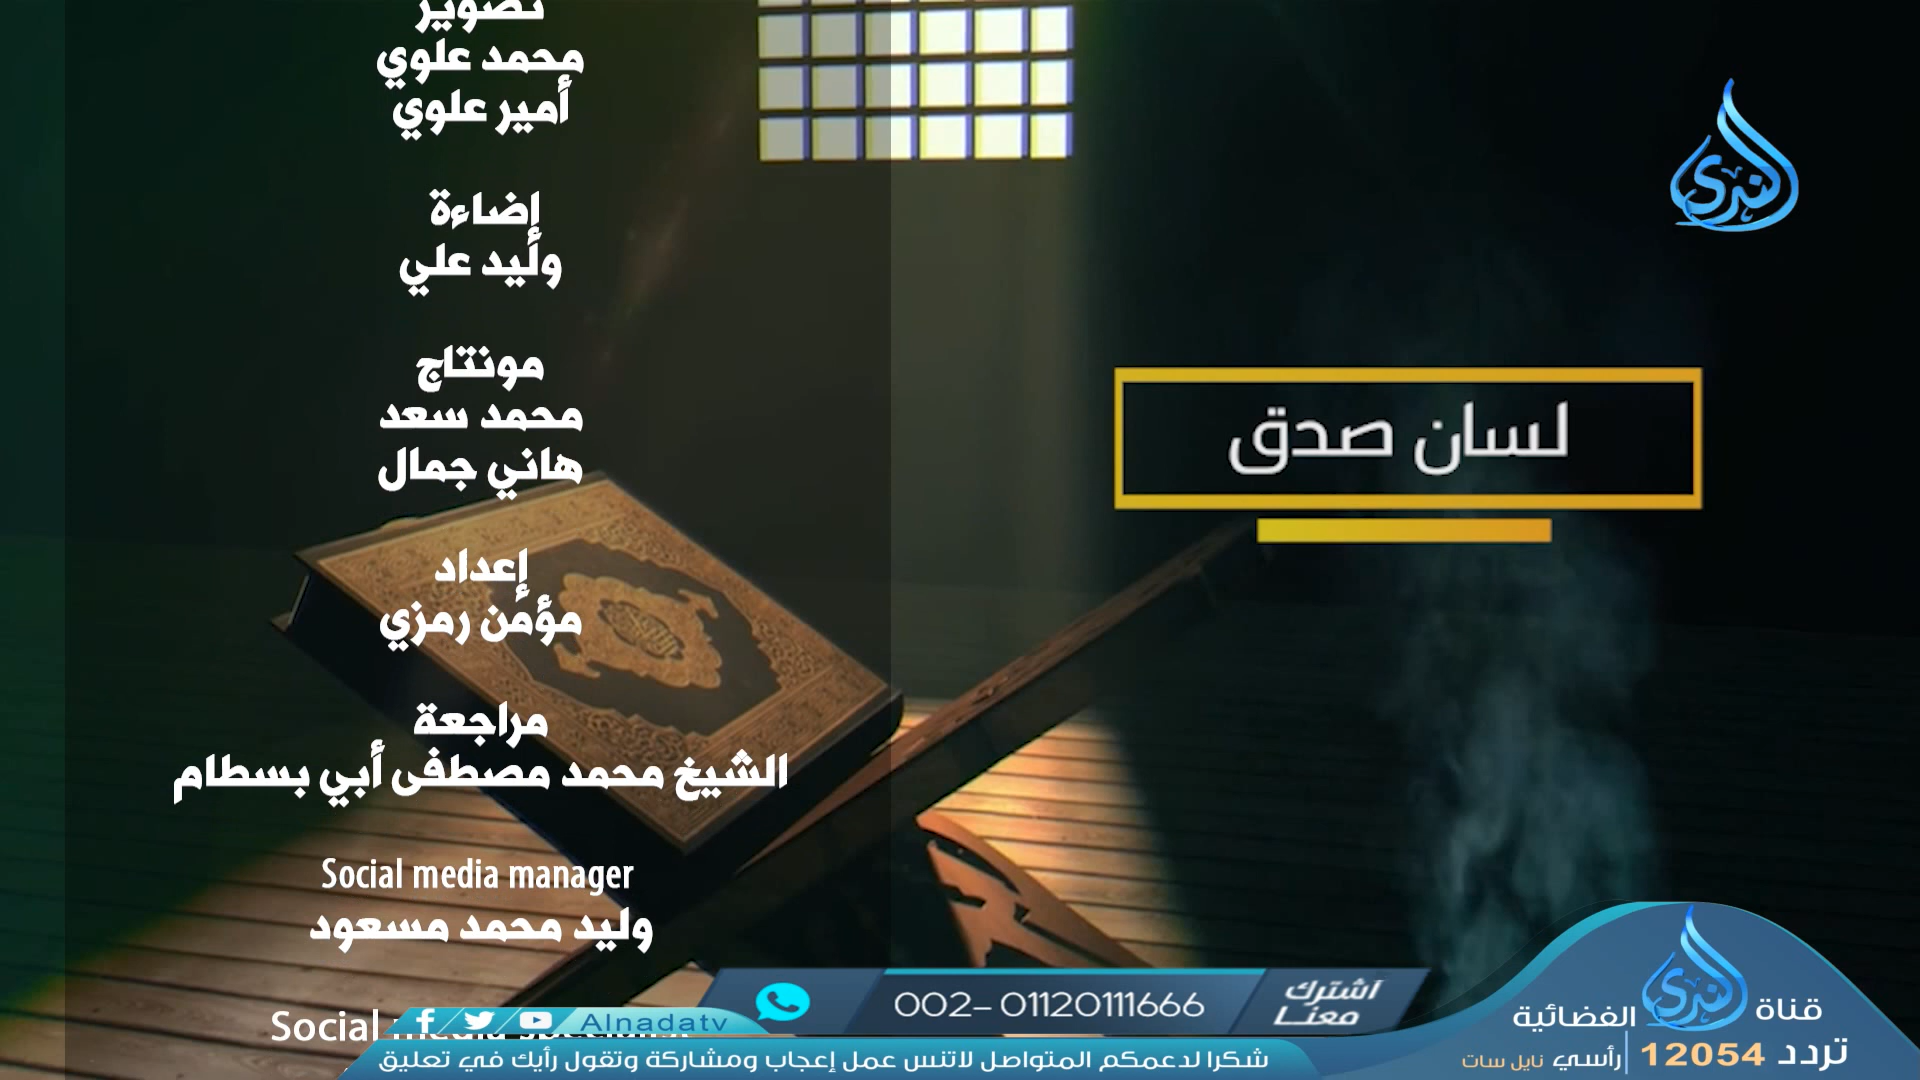 تصوير
محمد علوي
أمير علوي
إضاءة
وليد علي
مونتاج
محمد سعد
هاني جمال
إعداد
مؤمن رمزي
مراجعة
الشيخ محمد مصطفى أبي بسطام
Social media manager
وليد محمد مسعود
Social media
الندى
لسان صدق
اشترك معنا
002-01120111666
Alnadatv
شكرا لدعمكم المتواصل لاتنس عمل إعجاب ومشاركة وتقول رأيك في تعليق
قناة الندى الفضائية
تردد 12054 رأسي نايل سات